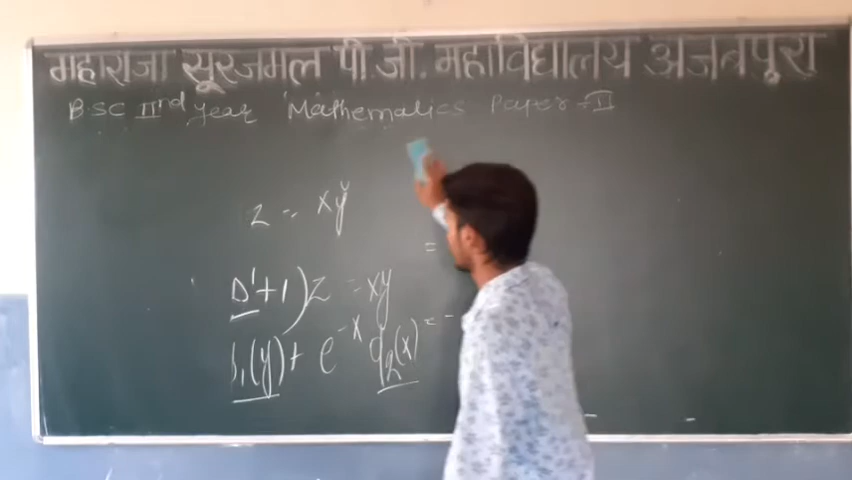 महाराजा सूरजमल पी.जी. महाविद्यालय अजबपुरा
B.SC IInd year Mathematics Paper-II
z = xy
=
D'+1)z = xy
(y)+ e^-x φ2(x) = -